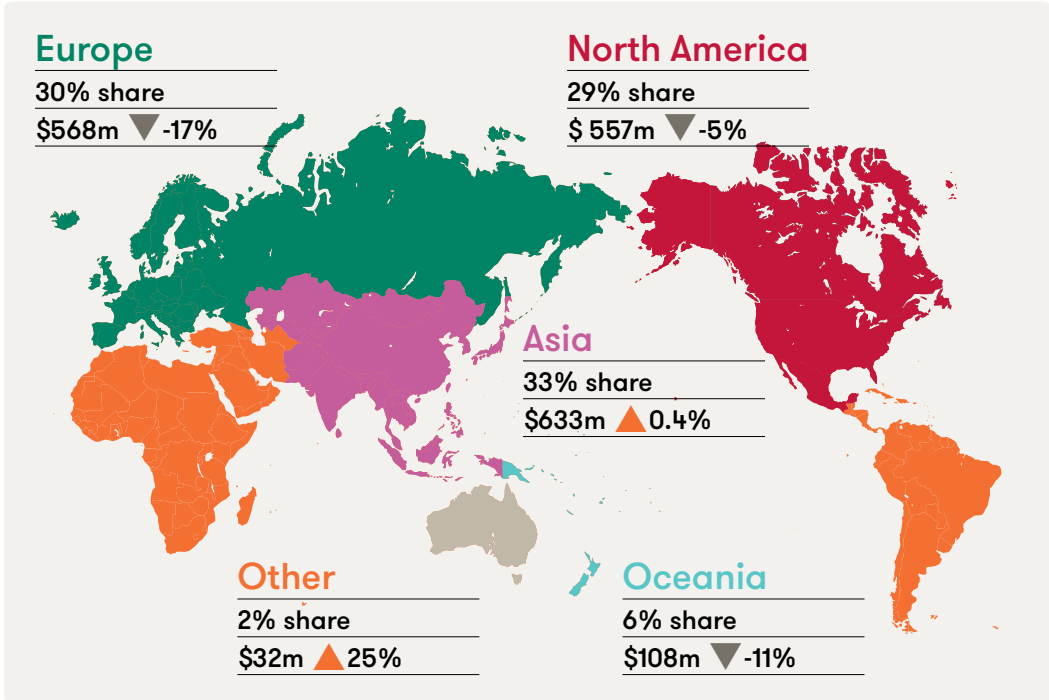 Europe
30% share
$568m -17%
North America
29% share
$ 557m -5%
Asia
33% share
$633m 0.4%
Other
2% share
$32m 25%
Oceania
6% share
$108m -11%